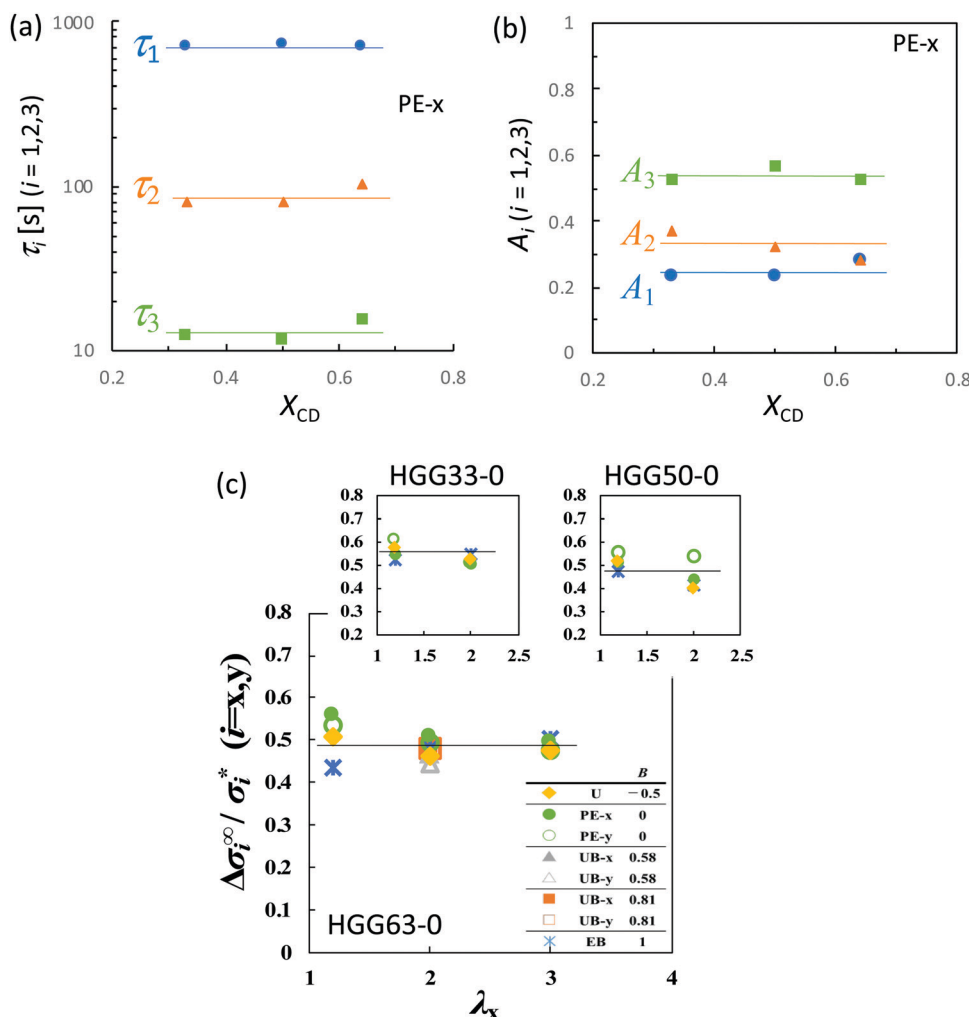 (a)
1000
100
10
τ1
τ2
τ3
PE-x
τi [s] (i = 1,2,3)
0.2 0.4 0.6 0.8
XCD
(b)
1
0.8
0.6
0.4
0.2
0
PE-x
A3
A2
A1
Ai (i = 1,2,3)
0.2 0.4 0.6 0.8
XCD
(c)
HGG33-0
0.8
0.7
0.6
0.5
0.4
0.3
0.2
1 1.5 2 2.5
HGG50-0
0.8
0.7
0.6
0.5
0.4
0.3
0.2
1 1.5 2 2.5
0.8
0.7
0.6
0.5
0.4
0.3
0.2
0.1
0
Δσi∞/ σi* (i=x,y)
B
U −0.5
PE-x 0
PE-y 0
UB-x 0.58
UB-y 0.58
UB-x 0.81
UB-y 0.81
EB 1
HGG63-0
1 2 3 4
λx